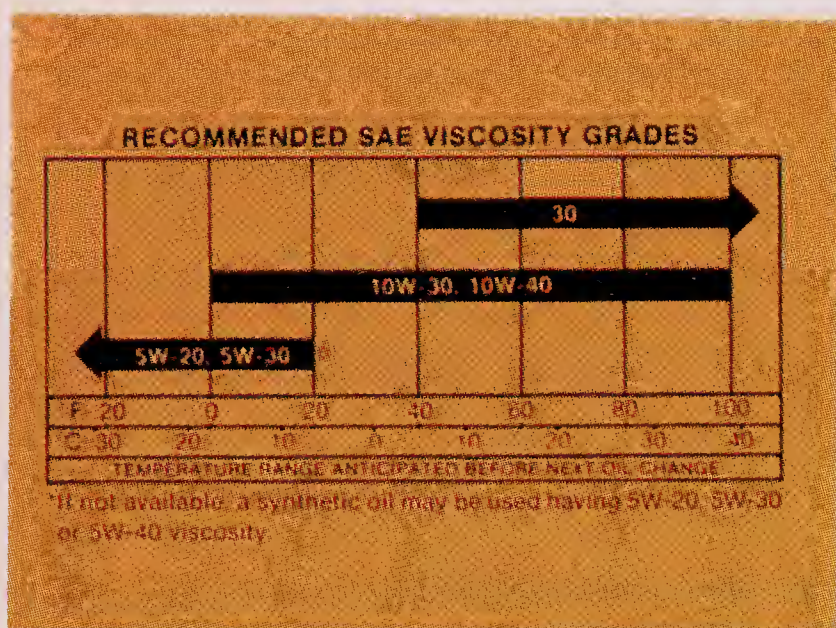 RECOMMENDED SAE VISCOSITY GRADES
30
10W-30, 10W-40
5W-20, 5W-30 *
F -20 0 20 40 60 80 100
C -30 -20 -10 0 10 20 30 40
TEMPERATURE RANGE ANTICIPATED BEFORE NEXT OIL CHANGE
*If not available, a synthetic oil may be used having 5W-20, 5W-30
or 5W-40 viscosity.